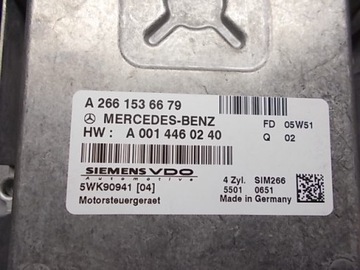 A 266 153 66 79
MERCEDES-BENZ
FD 05W51
HW : A 001 446 02 40
Q 02
SIEMENS VDO
Automotive
5WK90941 [04]
4 Zyl. SIM266
5501 0651
Motorsteuergeraet
Made in Germany